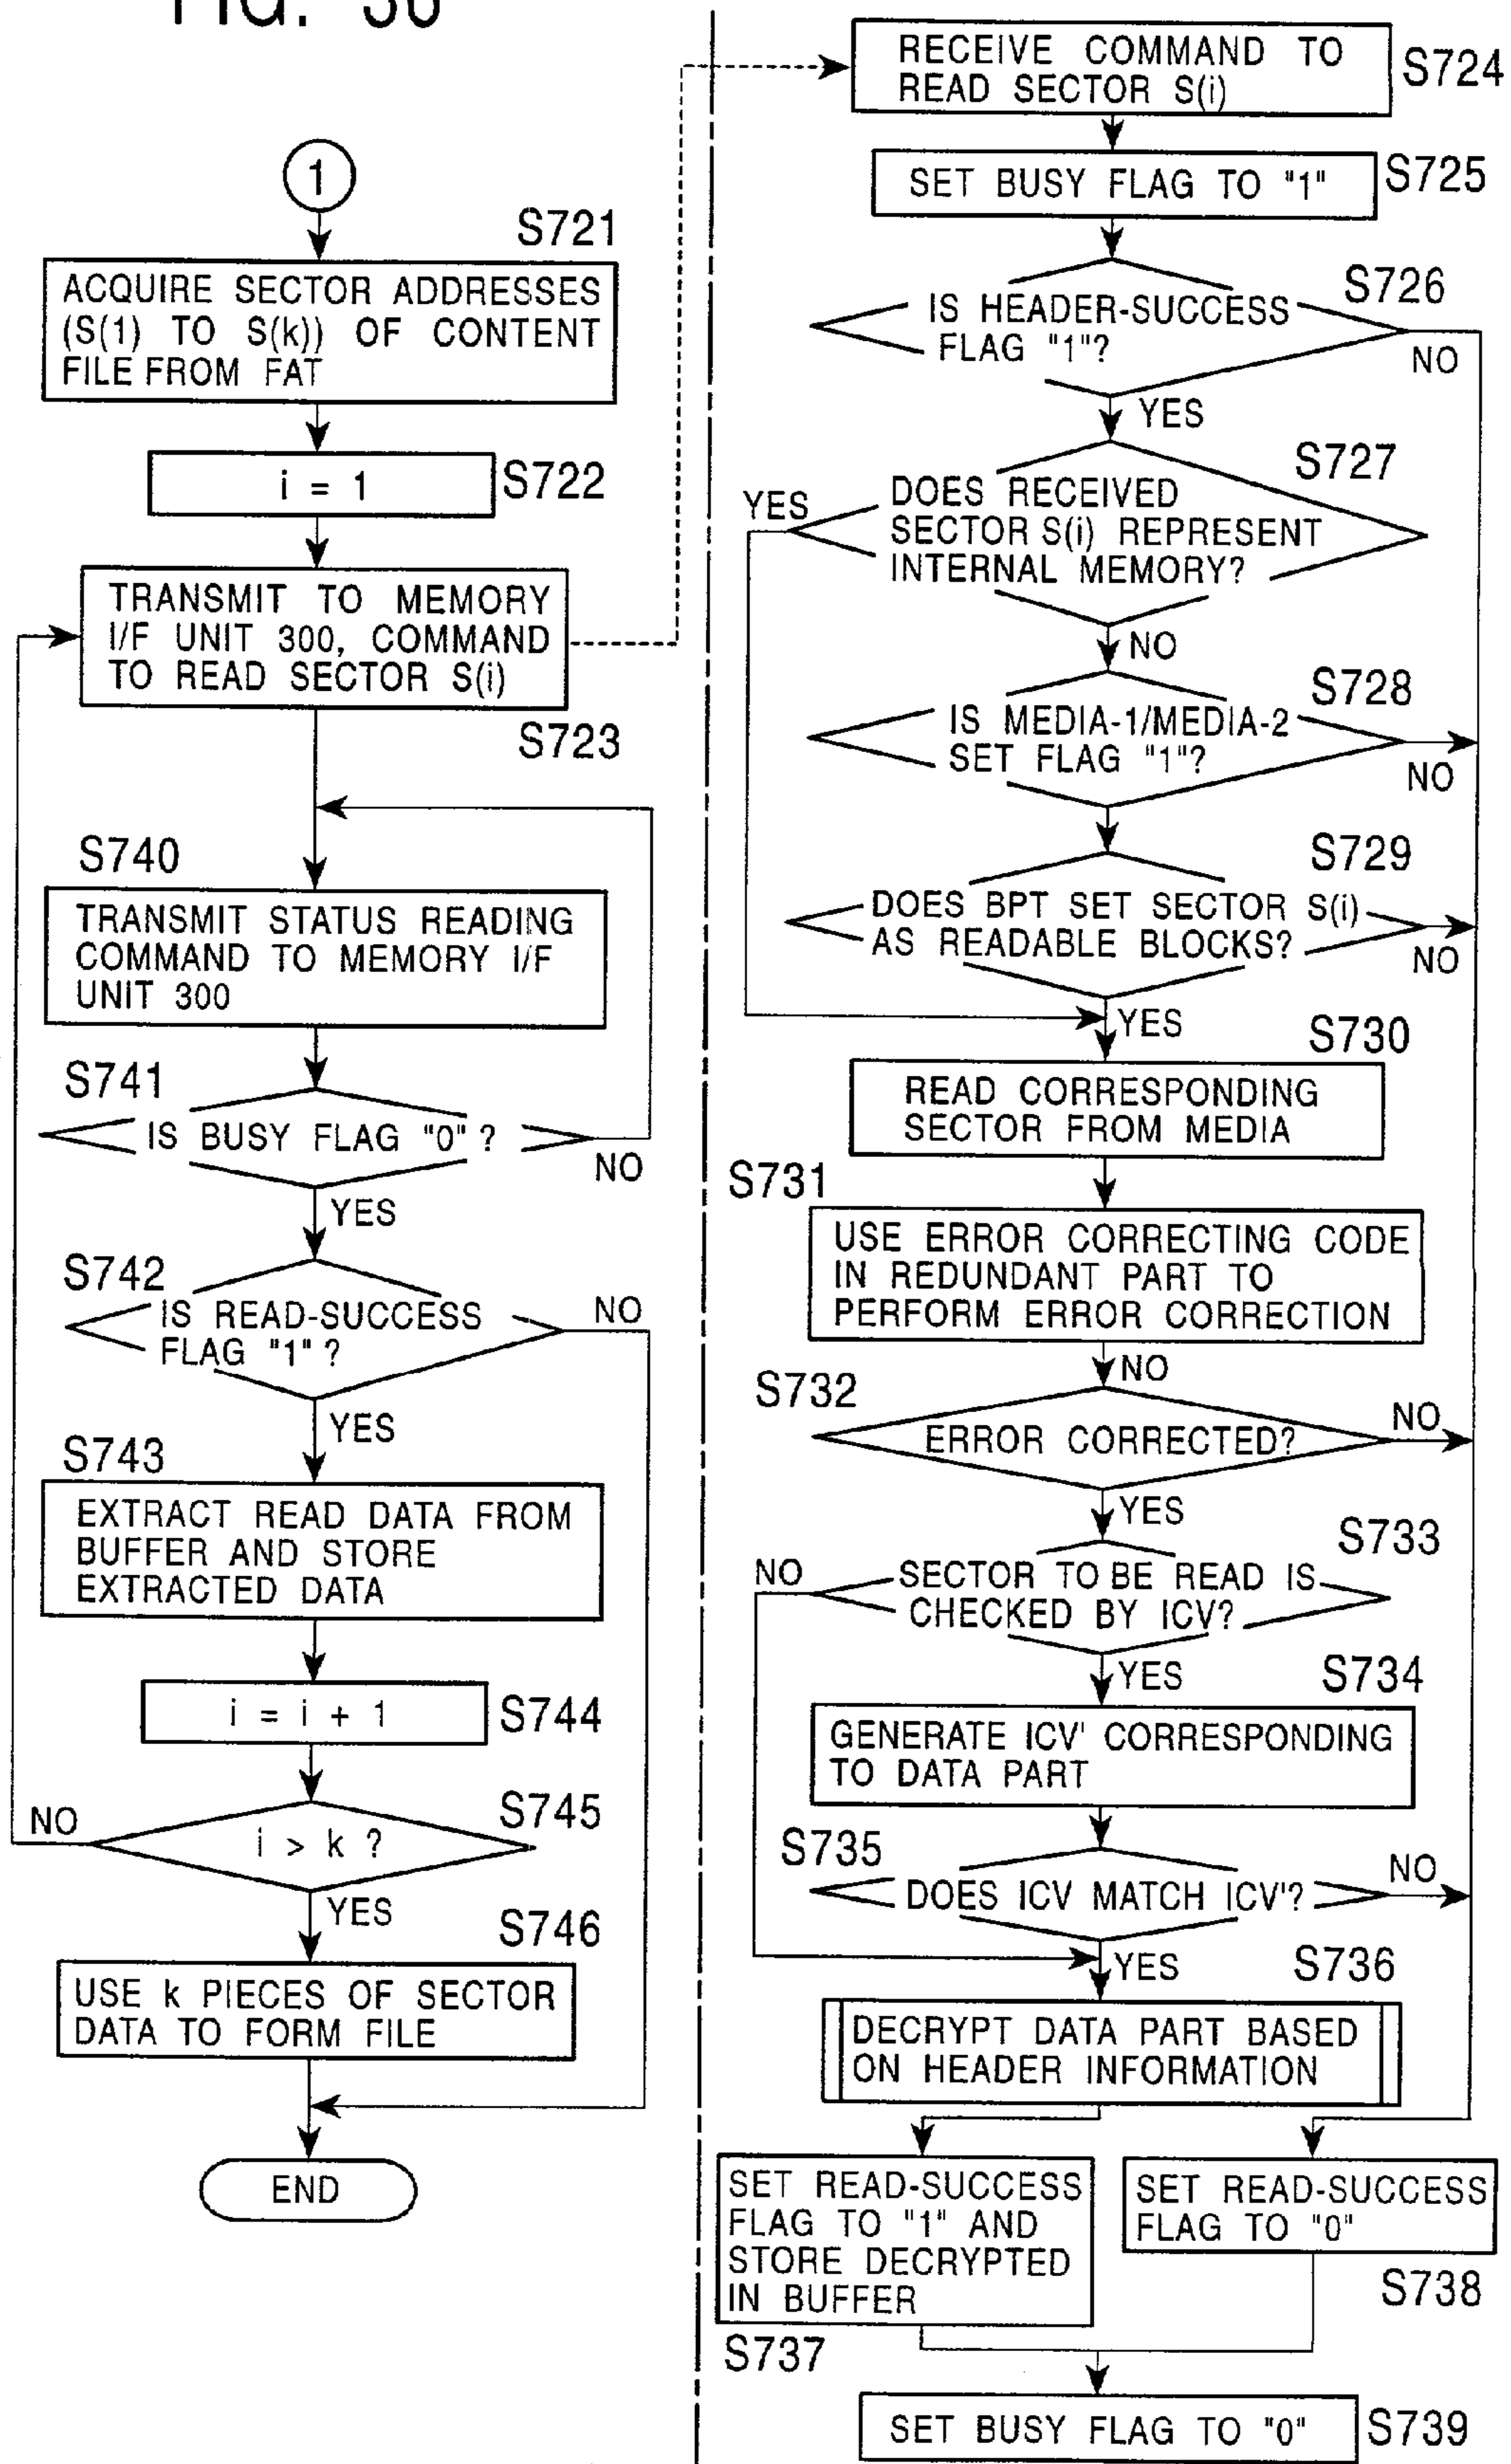 FIG. 36
1
S721
ACQUIRE SECTOR ADDRESSES
(S(1) TO S(k)) OF CONTENT
FILE FROM FAT
i = 1
S722
TRANSMIT TO MEMORY
I/F UNIT 300, COMMAND
TO READ SECTOR S(i)
S723
S740
TRANSMIT STATUS READING
COMMAND TO MEMORY I/F
UNIT 300
S741
IS BUSY FLAG "0" ?
NO
YES
S742
IS READ-SUCCESS
FLAG "1" ?
NO
YES
S743
EXTRACT READ DATA FROM
BUFFER AND STORE
EXTRACTED DATA
i = i + 1
S744
S745
NO
i > k ?
YES
S746
USE k PIECES OF SECTOR
DATA TO FORM FILE
END
RECEIVE COMMAND TO
READ SECTOR S(i)
S724
SET BUSY FLAG TO "1"
S725
S726
IS HEADER-SUCCESS
FLAG "1"?
NO
YES
S727
YES
DOES RECEIVED
SECTOR S(i) REPRESENT
INTERNAL MEMORY?
NO
S728
IS MEDIA-1/MEDIA-2
SET FLAG "1"?
NO
S729
DOES BPT SET SECTOR S(i)
AS READABLE BLOCKS?
NO
YES
S730
READ CORRESPONDING
SECTOR FROM MEDIA
S731
USE ERROR CORRECTING CODE
IN REDUNDANT PART TO
PERFORM ERROR CORRECTION
NO
S732
ERROR CORRECTED?
NO
YES
S733
NO
SECTOR TO BE READ IS
CHECKED BY ICV?
YES
S734
GENERATE ICV' CORRESPONDING
TO DATA PART
S735
DOES ICV MATCH ICV'?
NO
YES
S736
DECRYPT DATA PART BASED
ON HEADER INFORMATION
SET READ-SUCCESS
FLAG TO "1" AND
STORE DECRYPTED
IN BUFFER
S737
SET READ-SUCCESS
FLAG TO "0"
S738
SET BUSY FLAG TO "0"
S739